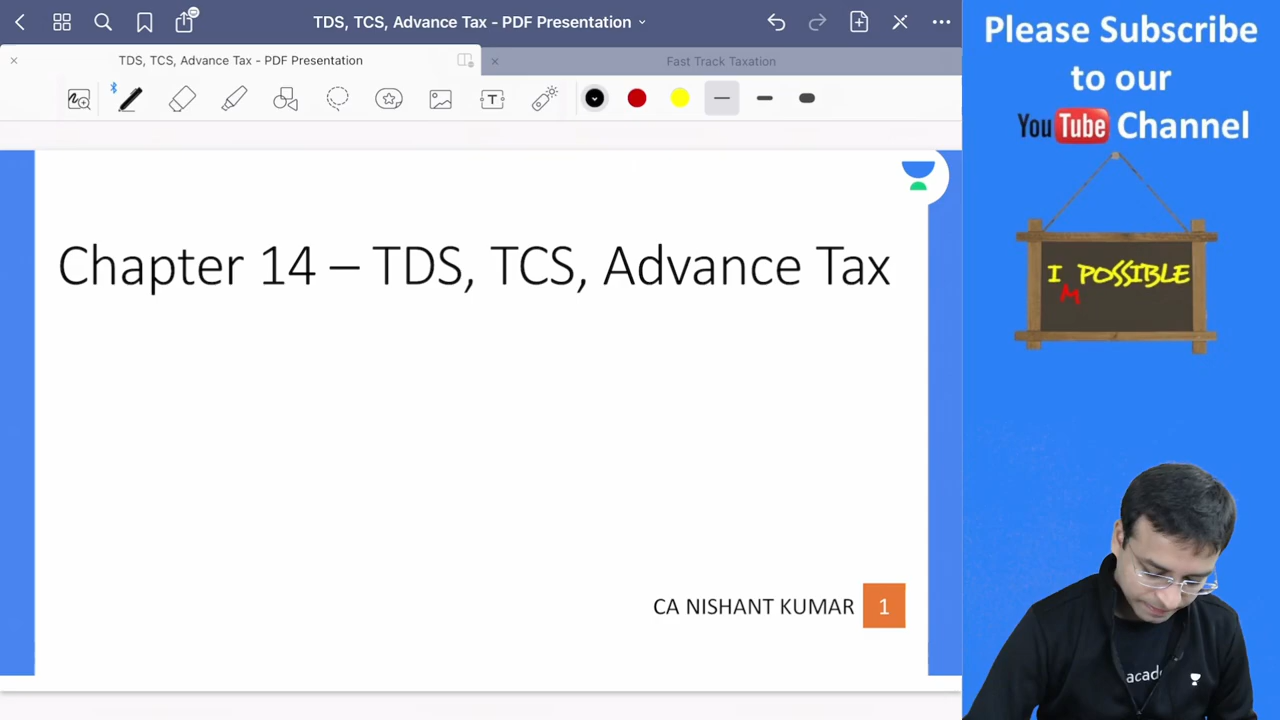 TDS, TCS, Advance Tax - PDF Presentation
TDS, TCS, Advance Tax - PDF Presentation
Fast Track Taxation
Chapter 14 – TDS, TCS, Advance Tax
CA NISHANT KUMAR 1
Please Subscribe
to our
YouTube Channel
I POSSIBLE
M
acade